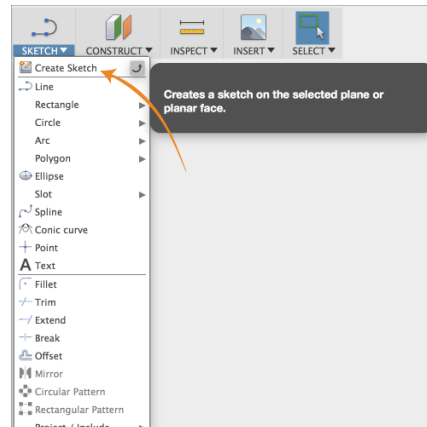 SKETCH CONSTRUCT INSPECT INSERT SELECT
Create Sketch
Creates a sketch on the selected plane or
planar face.
Line
Rectangle
Circle
Arc
Polygon
Ellipse
Slot
Spline
Conic curve
Point
A Text
Fillet
Trim
Extend
Break
Offset
Mirror
Circular Pattern
Rectangular Pattern
Project / Include